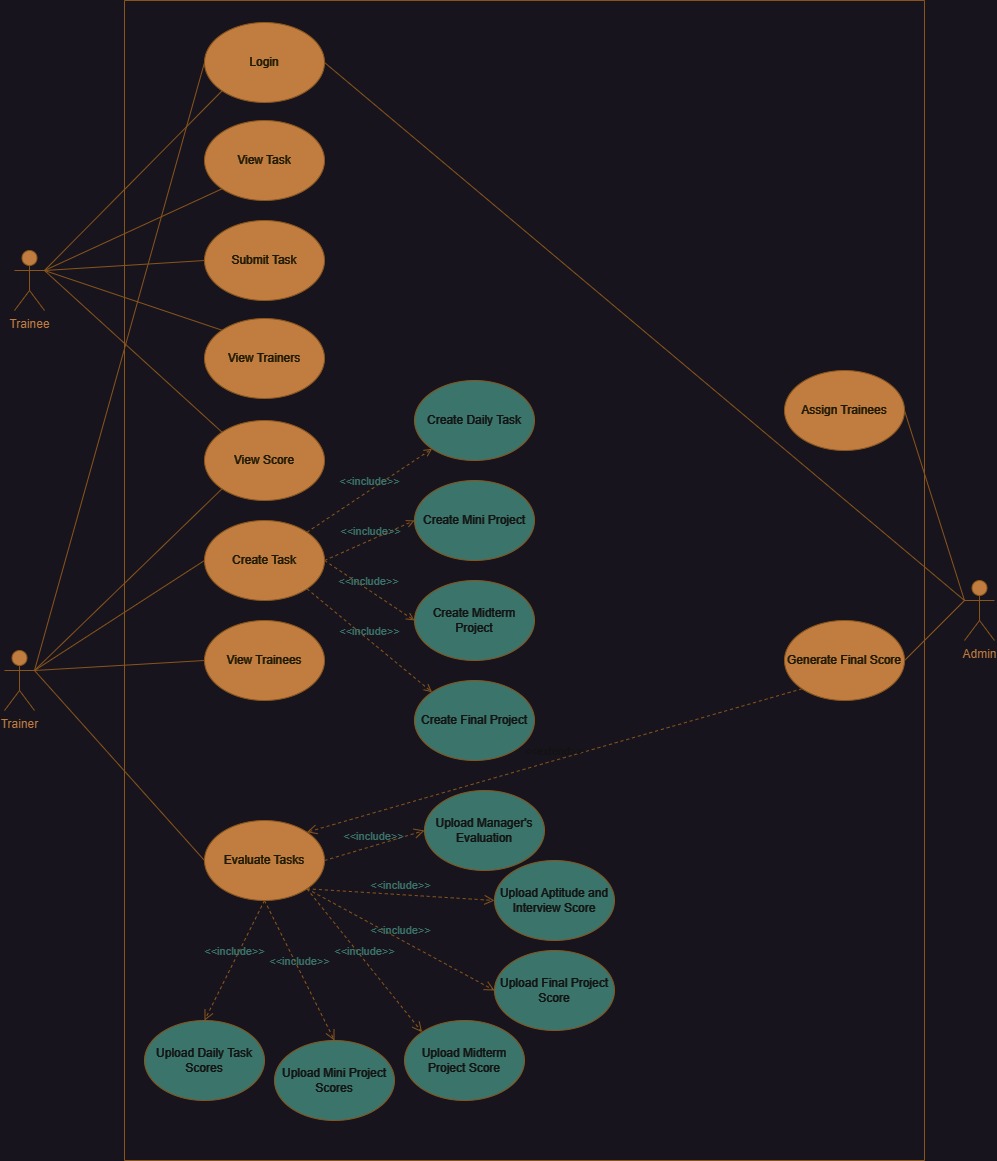 Login
View Task
Submit Task
Trainee
View Trainers
Create Daily Task
Assign Trainees
View Score
<<include>>
Create Mini Project
<<include>>
Create Task
<<include>>
Create Midterm
Project
<<include>>
View Trainees
Generate Final Score
Admin
Trainer
Create Final Project
Upload Manager's
Evaluation
<<include>>
Evaluate Tasks
<<include>>
Upload Aptitude and
Interview Score
<<include>>
<<include>>
<<include>>
<<include>>
Upload Final Project
Score
Upload Daily Task
Scores
Upload Mini Project
Scores
Upload Midterm
Project Score